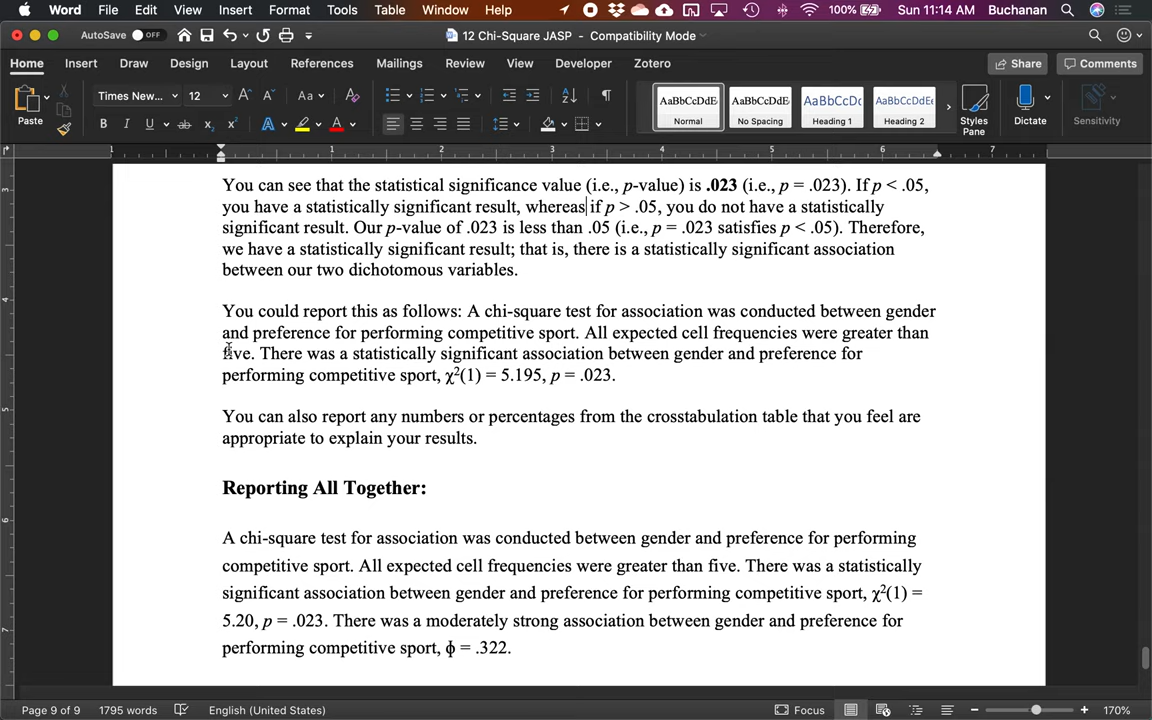 Word File Edit View Insert Format Tools Table Window Help 100% Sun 11:14 AM Buchanan
AutoSave OFF 12 Chi-Square JASP - Compatibility Mode
Home Insert Draw Design Layout References Mailings Review View Developer Zotero Share Comments
Paste Times New... 12 Aa AaBbCcDdE Normal AaBbCcDdE No Spacing AaBbCcDc Heading 1 AaBbCcDdEe Heading 2 Styles Pane Dictate Sensitivity
1 1 2 3 4 5 6 7
You can see that the statistical significance value (i.e., p-value) is .023 (i.e., p = .023). If p < .05,
you have a statistically significant result, whereas if p > .05, you do not have a statistically
significant result. Our p-value of .023 is less than .05 (i.e., p = .023 satisfies p < .05). Therefore,
we have a statistically significant result; that is, there is a statistically significant association
between our two dichotomous variables.
You could report this as follows: A chi-square test for association was conducted between gender
and preference for performing competitive sport. All expected cell frequencies were greater than
five. There was a statistically significant association between gender and preference for
performing competitive sport, χ²(1) = 5.195, p = .023.
You can also report any numbers or percentages from the crosstabulation table that you feel are
appropriate to explain your results.
Reporting All Together:
A chi-square test for association was conducted between gender and preference for performing
competitive sport. All expected cell frequencies were greater than five. There was a statistically
significant association between gender and preference for performing competitive sport, χ²(1) =
5.20, p = .023. There was a moderately strong association between gender and preference for
performing competitive sport, ϕ = .322.
Page 9 of 9 1795 words English (United States) Focus 170%